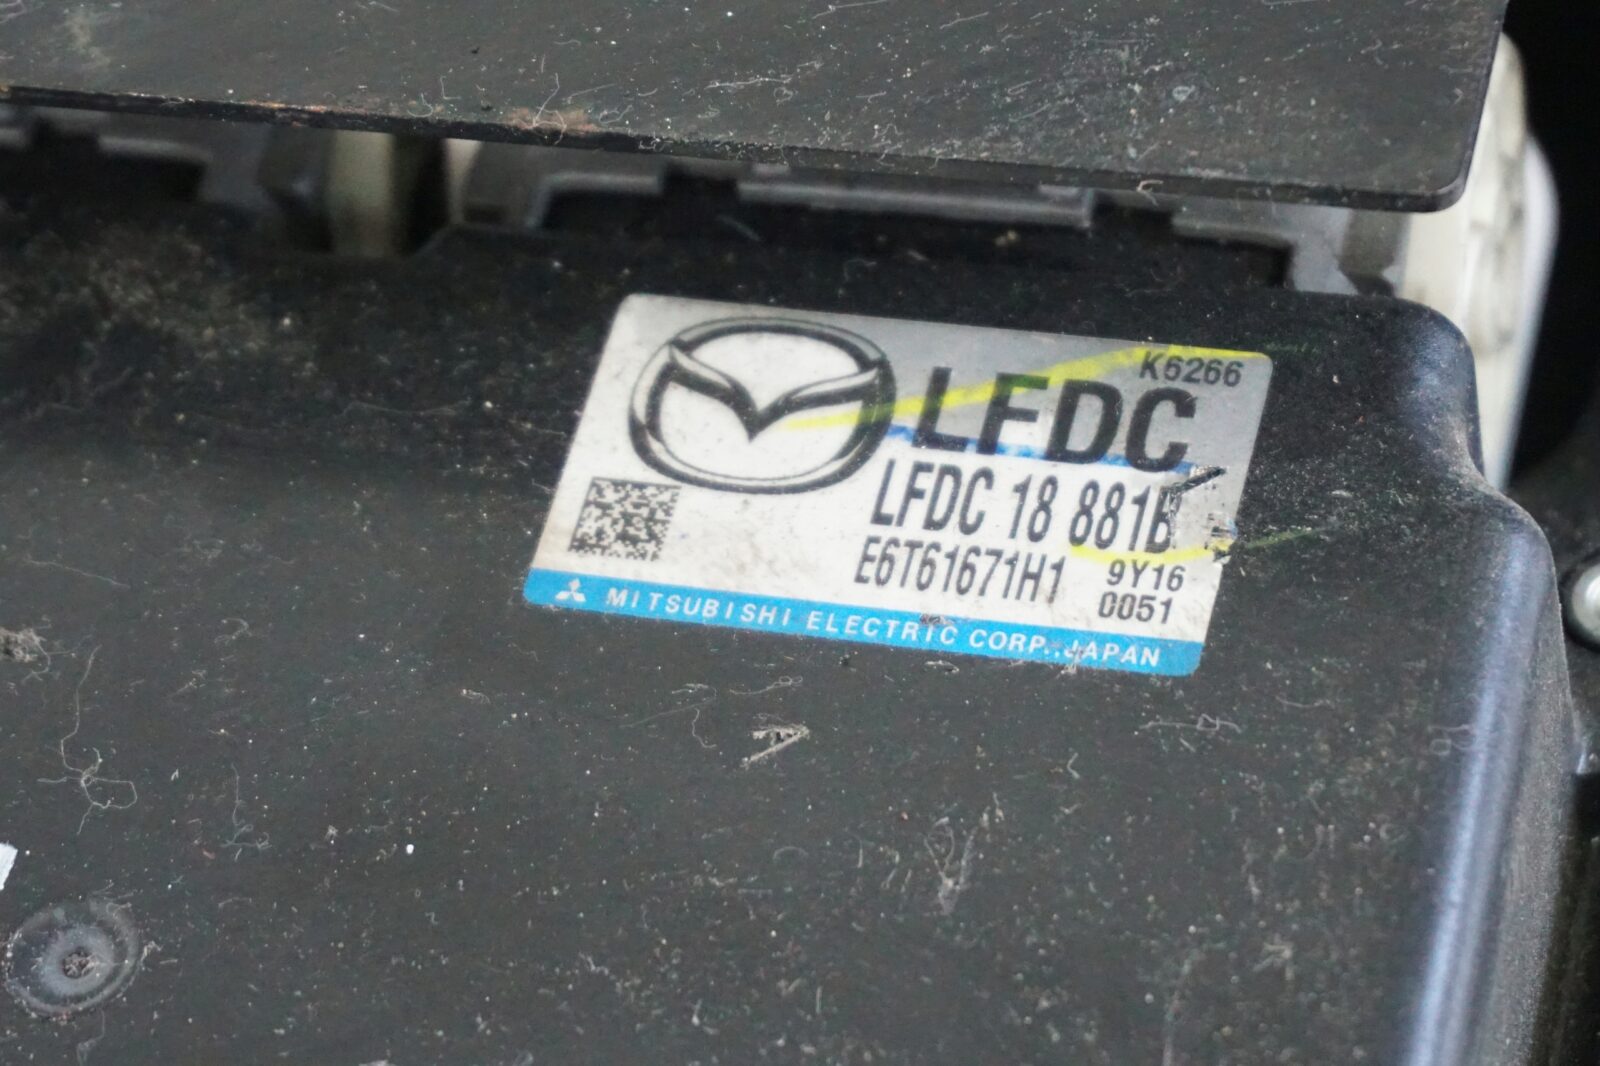 K6266
LFDC
LFDC 18 881B
E6T61671H1 9Y16
0051
MITSUBISHI ELECTRIC CORP., JAPAN